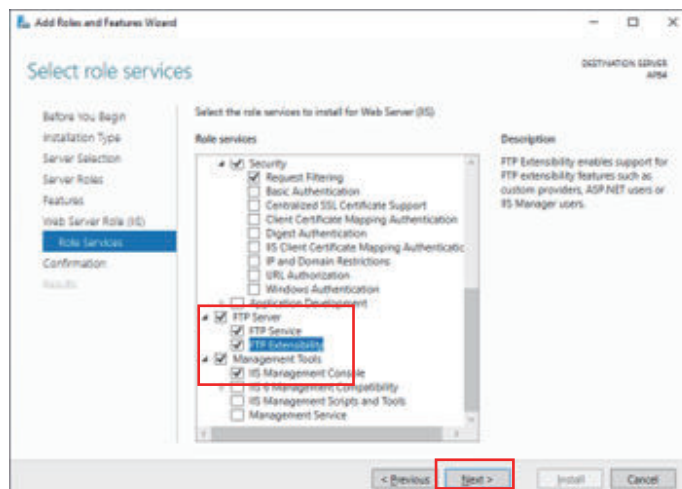 Add Roles and Features Wizard
Select role services
DESTINATION SERVER
AP84
Before You Begin
Installation Type
Server Selection
Server Roles
Features
Web Server Role (IIS)
Role Services
Confirmation
Results
Select the role services to install for Web Server (IIS)
Role services
Security
Request Filtering
Basic Authentication
Centralized SSL Certificate Support
Client Certificate Mapping Authentication
Digest Authentication
IIS Client Certificate Mapping Authenticatio
IP and Domain Restrictions
URL Authorization
Windows Authentication
Application Development
FTP Server
FTP Service
FTP Extensibility
Management Tools
IIS Management Console
IIS 6 Management Compatibility
IIS Management Scripts and Tools
Management Service
Description
FTP Extensibility enables support for
FTP extensibility features such as
custom providers, ASP.NET users or
IIS Manager users.
< Previous
Next >
Install
Cancel